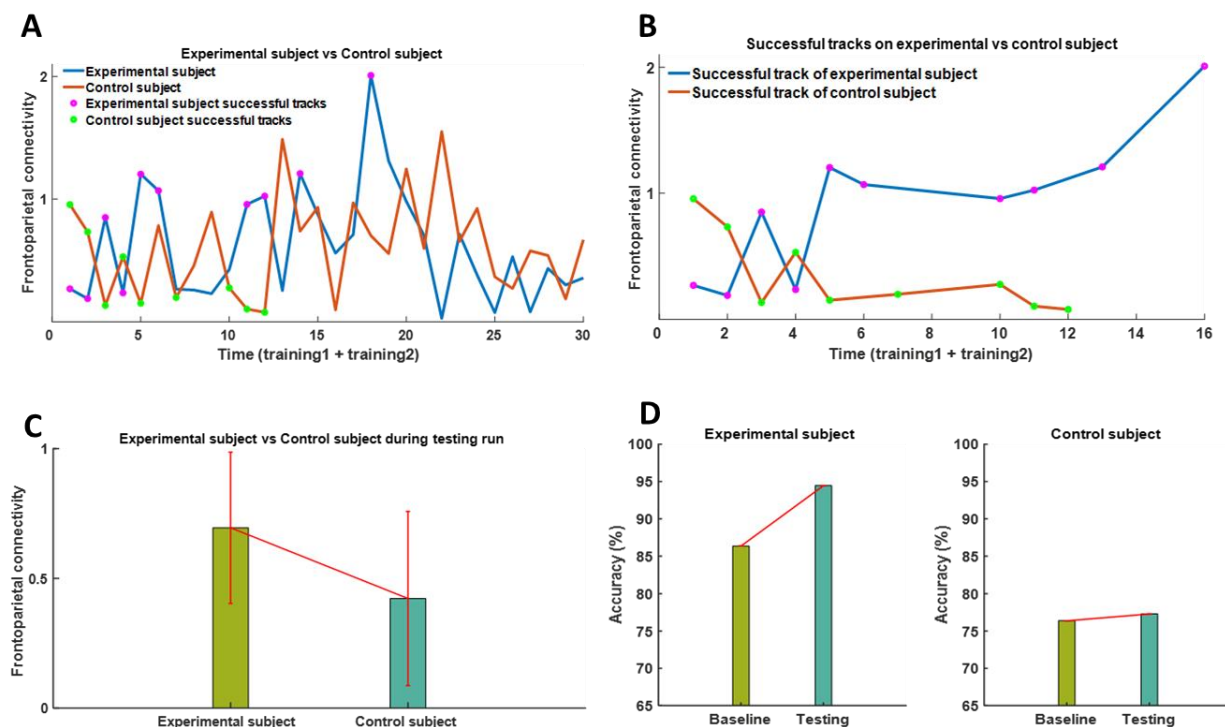 A
Experimental subject vs Control subject
Frontoparietal connectivity
2
1
Experimental subject
Control subject
Experimental subject successful tracks
Control subject successful tracks
0 5 10 15 20 25 30
Time (training1 + training2)
B
Successful tracks on experimental vs control subject
Frontoparietal connectivity
2
1
0
Successful track of experimental subject
Successful track of control subject
0 2 4 6 8 10 12 14 16
Time (training1 + training2)
C
Experimental subject vs Control subject during testing run
Frontoparietal connectivity
1
0.5
0
Experimental subject Control subject
D
Experimental subject
Accuracy (%)
100
95
90
85
80
75
70
65
Baseline Testing
Control subject
Accuracy (%)
100
95
90
85
80
75
70
65
Baseline Testing